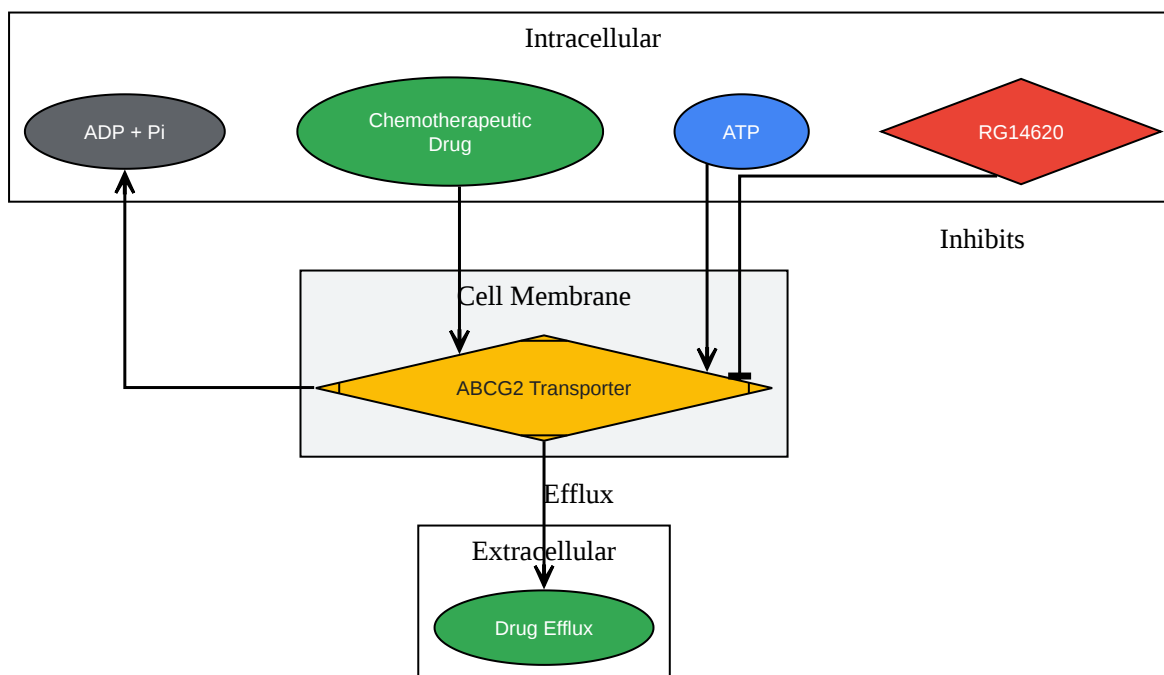 Intracellular
ADP + Pi
Chemotherapeutic
Drug
ATP
RG14620
Inhibits
Cell Membrane
ABCG2 Transporter
Efflux
Extracellular
Drug Efflux